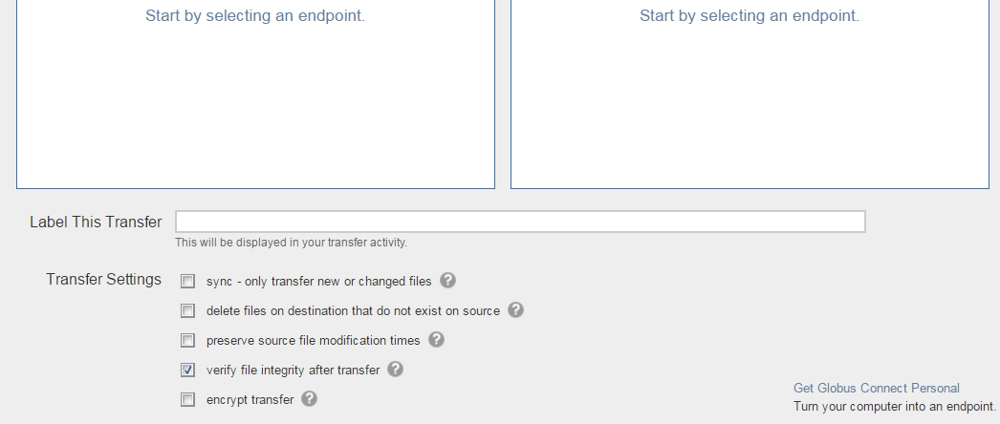 Start by selecting an endpoint.
Start by selecting an endpoint.
Label This Transfer
This will be displayed in your transfer activity.
Transfer Settings
sync - only transfer new or changed files ?
delete files on destination that do not exist on source ?
preserve source file modification times ?
verify file integrity after transfer ?
encrypt transfer ?
Get Globus Connect Personal
Turn your computer into an endpoint.